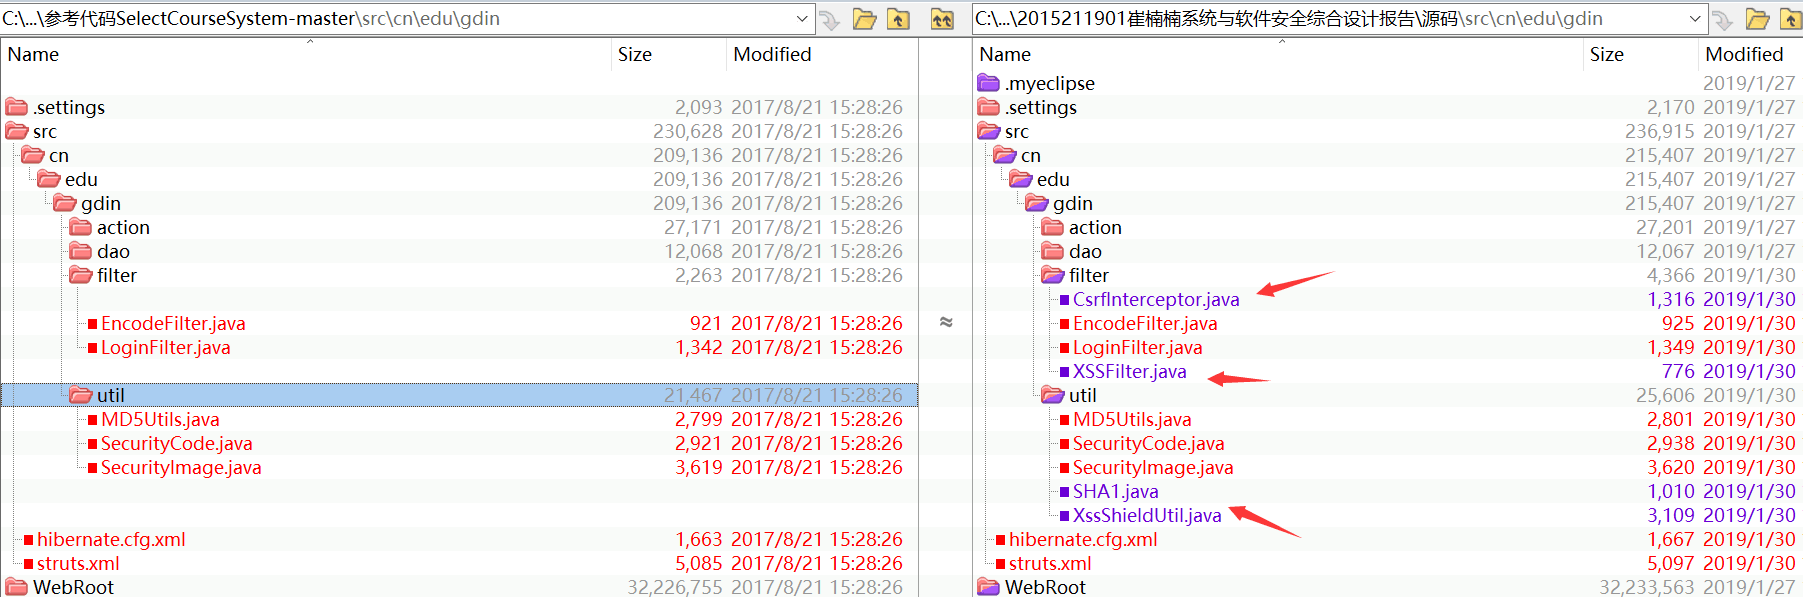 C:\...\参考代码SelectCourseSystem-master\src\cn\edu\gdin
Name Size Modified
.settings 2,093 2017/8/21 15:28:26
src 230,628 2017/8/21 15:28:26
cn 209,136 2017/8/21 15:28:26
edu 209,136 2017/8/21 15:28:26
gdin 209,136 2017/8/21 15:28:26
action 27,171 2017/8/21 15:28:26
dao 12,068 2017/8/21 15:28:26
filter 2,263 2017/8/21 15:28:26
EncodeFilter.java 921 2017/8/21 15:28:26
LoginFilter.java 1,342 2017/8/21 15:28:26
util 21,467 2017/8/21 15:28:26
MD5Utils.java 2,799 2017/8/21 15:28:26
SecurityCode.java 2,921 2017/8/21 15:28:26
SecurityImage.java 3,619 2017/8/21 15:28:26
hibernate.cfg.xml 1,663 2017/8/21 15:28:26
struts.xml 5,085 2017/8/21 15:28:26
WebRoot 32,226,755 2017/8/21 15:28:26
≈
C:\...\2015211901崔楠楠系统与软件安全综合设计报告\源码\src\cn\edu\gdin
Name Size Modified
.myeclipse 2019/1/27
.settings 2,170 2019/1/27
src 236,915 2019/1/27
cn 215,407 2019/1/27
edu 215,407 2019/1/27
gdin 215,407 2019/1/27
action 27,201 2019/1/27
dao 12,067 2019/1/27
filter 4,366 2019/1/30
CsrfInterceptor.java 1,316 2019/1/30
EncodeFilter.java 925 2019/1/30
LoginFilter.java 1,349 2019/1/30
XSSFilter.java 776 2019/1/30
util 25,606 2019/1/30
MD5Utils.java 2,801 2019/1/30
SecurityCode.java 2,938 2019/1/30
SecurityImage.java 3,620 2019/1/30
SHA1.java 1,010 2019/1/30
XssShieldUtil.java 3,109 2019/1/30
hibernate.cfg.xml 1,667 2019/1/30
struts.xml 5,097 2019/1/30
WebRoot 32,233,563 2019/1/27